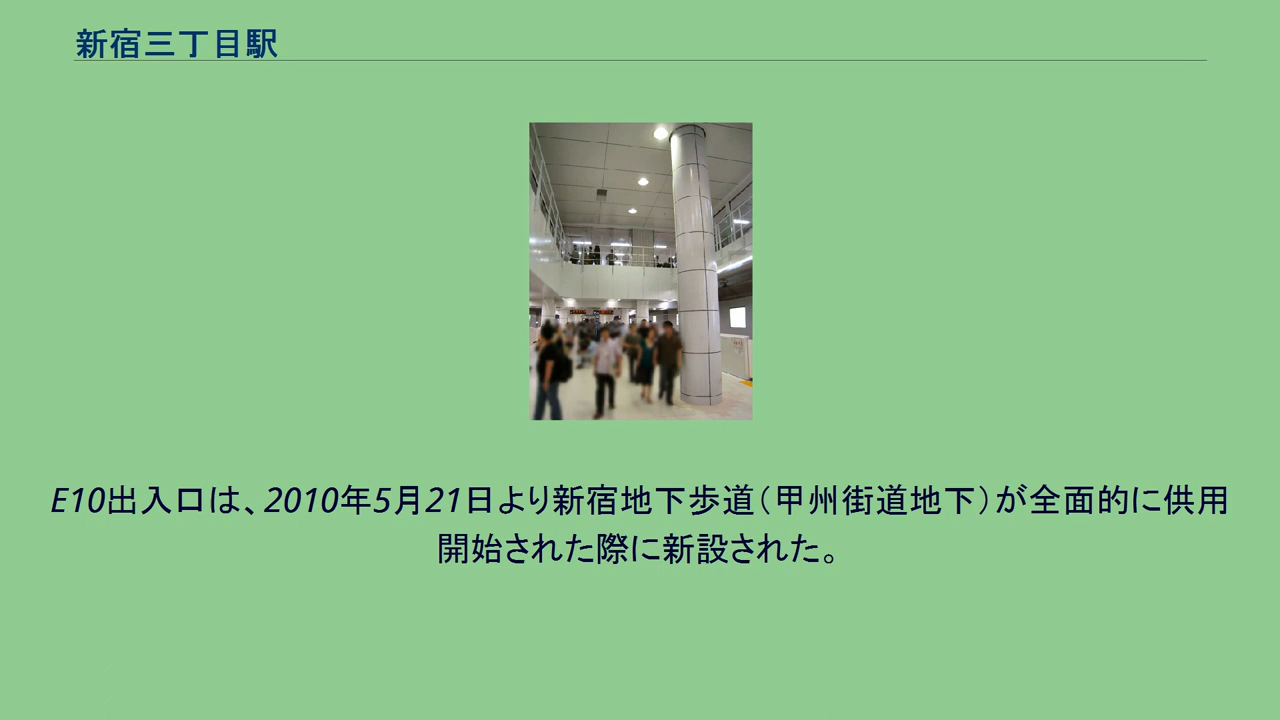 新宿三丁目駅
E10出入口は、2010年5月21日より新宿地下歩道（甲州街道地下）が全面的に供用
開始された際に新設された。